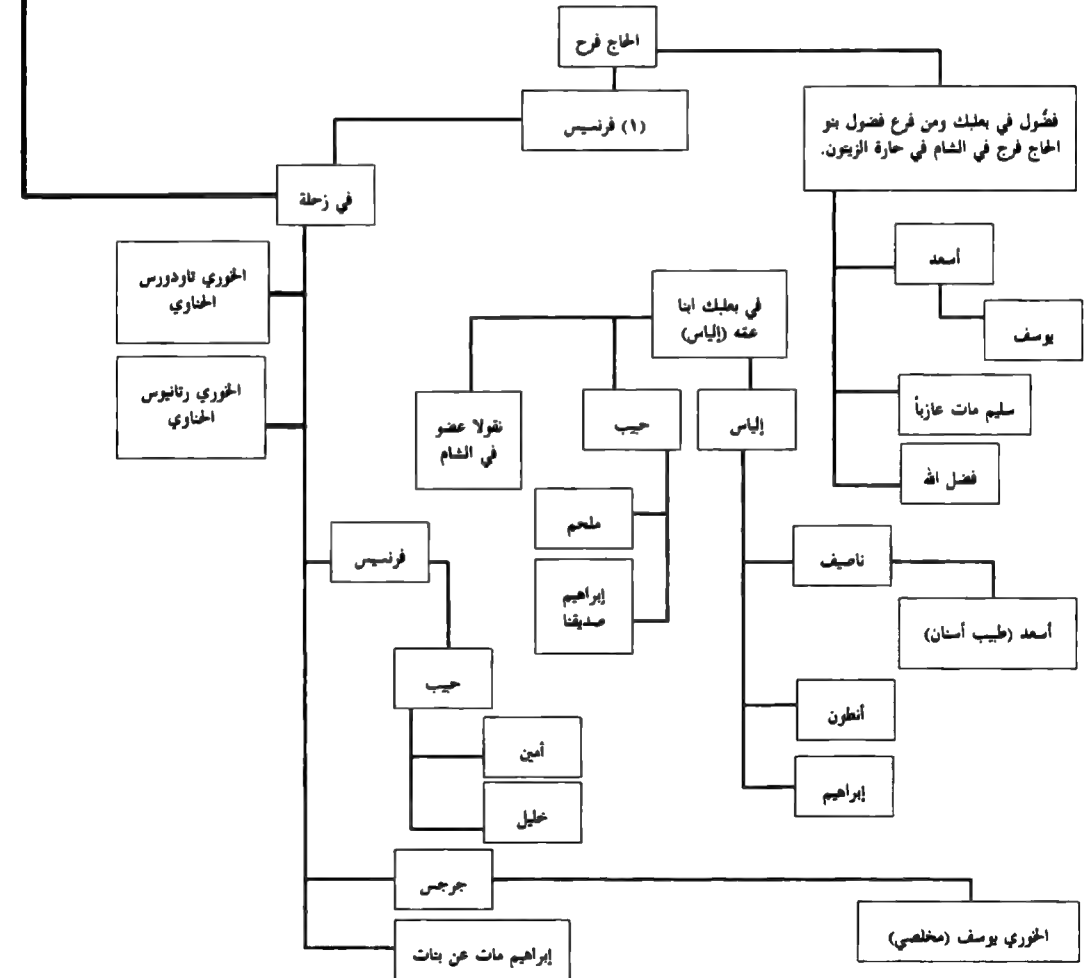 الحاج فرح
(١) فرنسيس
فضُّول في بعلبك ومن فرع فضول بنو
الحاج فرج في الشام في حارة الزيتون.
في زحلة
أسعد
يوسف
الخوري تاودورس
الحناوي
في بعلبك ابنا
عمه (إلياس)
الخوري رتانيوس
الحناوي
نقولا عضو
في الشام
حبيب
إلياس
سليم مات عازباً
فضل الله
ملحم
إبراهيم
صديقنا
ناصيف
أسعد (طبيب أسنان)
فرنسيس
حبيب
أنطون
أمين
إبراهيم
خليل
جرجس
الخوري يوسف (مخلصي)
إبراهيم مات عن بنات